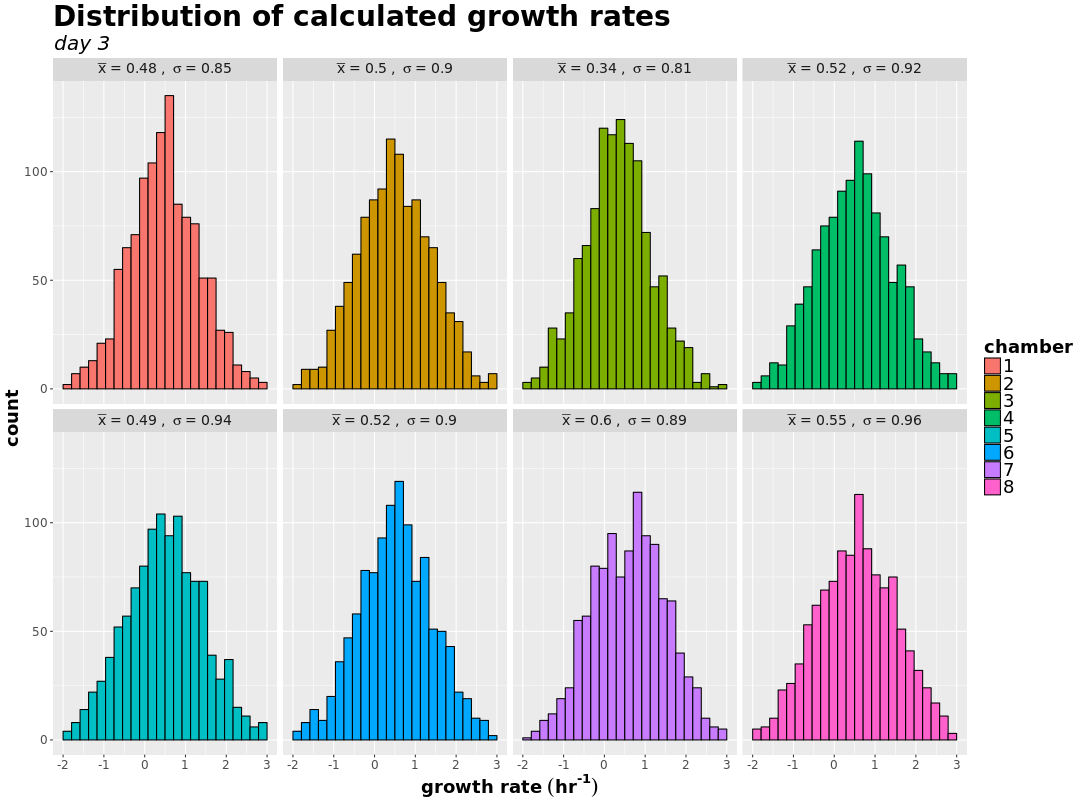 Distribution of calculated growth rates
day 3
x̅ = 0.48 , σ = 0.85
x̅ = 0.5 , σ = 0.9
x̅ = 0.34 , σ = 0.81
x̅ = 0.52 , σ = 0.92
100
50
0
x̅ = 0.49 , σ = 0.94
x̅ = 0.52 , σ = 0.9
x̅ = 0.6 , σ = 0.89
x̅ = 0.55 , σ = 0.96
100
50
0
-2 -1 0 1 2 3
-2 -1 0 1 2 3
-2 -1 0 1 2 3
-2 -1 0 1 2 3
count
growth rate (hr⁻¹)
chamber
1
2
3
4
5
6
7
8